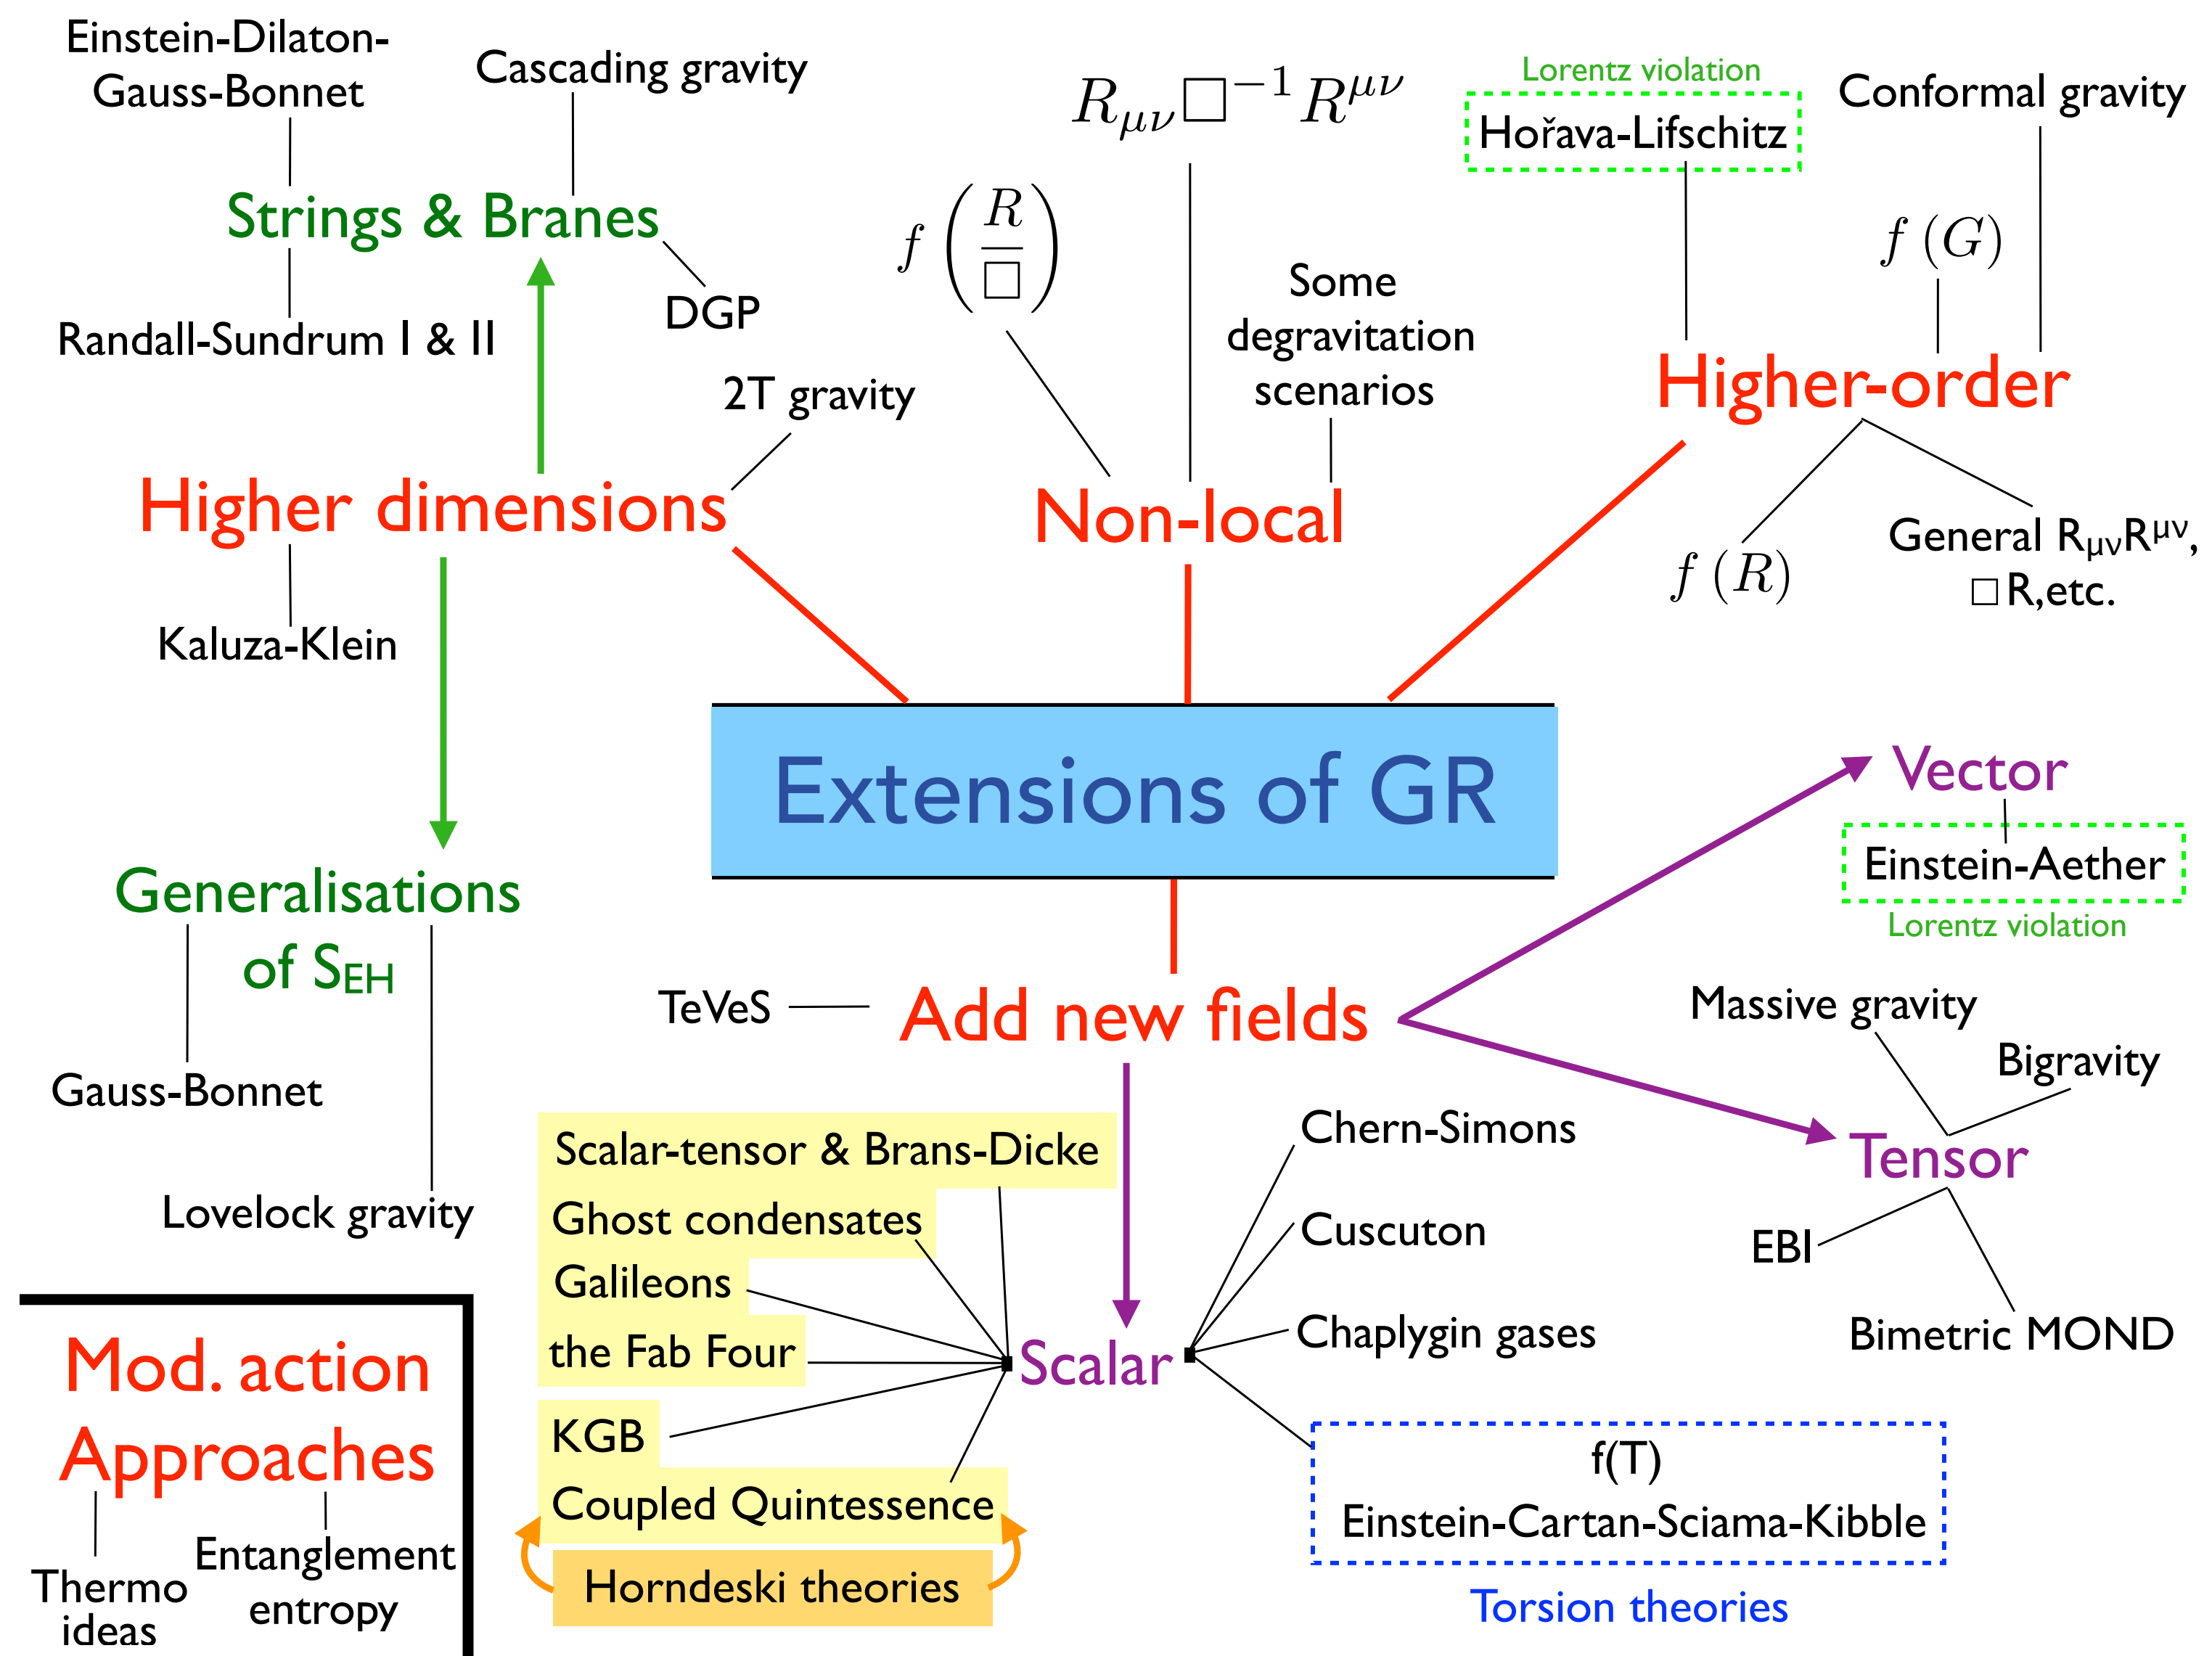 Einstein-Dilaton-
Gauss-Bonnet
Cascading gravity
Strings & Branes
Randall-Sundrum I & II
DGP
2T gravity
Higher dimensions
Kaluza-Klein
Generalisations
of S_EH
Gauss-Bonnet
Lovelock gravity
R_{μν}□^{-1}R^{μν}
f(R/□)
Some
degravitation
scenarios
Non-local
Lorentz violation
Hořava-Lifschitz
Conformal gravity
f(G)
Higher-order
f(R)
General R_{μν}R^{μν},
□R,etc.
Extensions of GR
Vector
Einstein-Aether
Lorentz violation
TeVeS
Add new fields
Massive gravity
Bigravity
Tensor
EBI
Bimetric MOND
Scalar-tensor & Brans-Dicke
Ghost condensates
Galileons
the Fab Four
KGB
Coupled Quintessence
Horndeski theories
Scalar
Chern-Simons
Cuscuton
Chaplygin gases
f(T)
Einstein-Cartan-Sciama-Kibble
Torsion theories
Mod. action
Approaches
Thermo
ideas
Entanglement
entropy